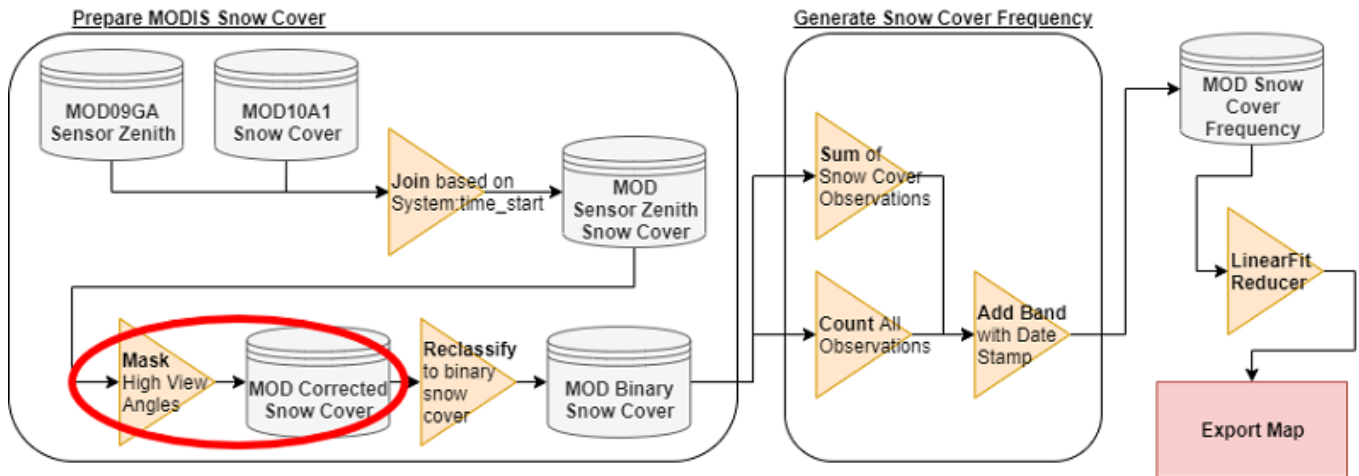 Prepare MODIS Snow Cover
MOD09GA
Sensor Zenith
MOD10A1
Snow Cover
Join based on
System:time_start
MOD
Sensor Zenith
Snow Cover
Mask
High View
Angles
MOD Corrected
Snow Cover
Reclassify
to binary
snow
cover
MOD Binary
Snow Cover
Generate Snow Cover Frequency
Sum of
Snow Cover
Observations
Count All
Observations
Add Band
with Date
Stamp
MOD Snow
Cover
Frequency
LinearFit
Reducer
Export Map